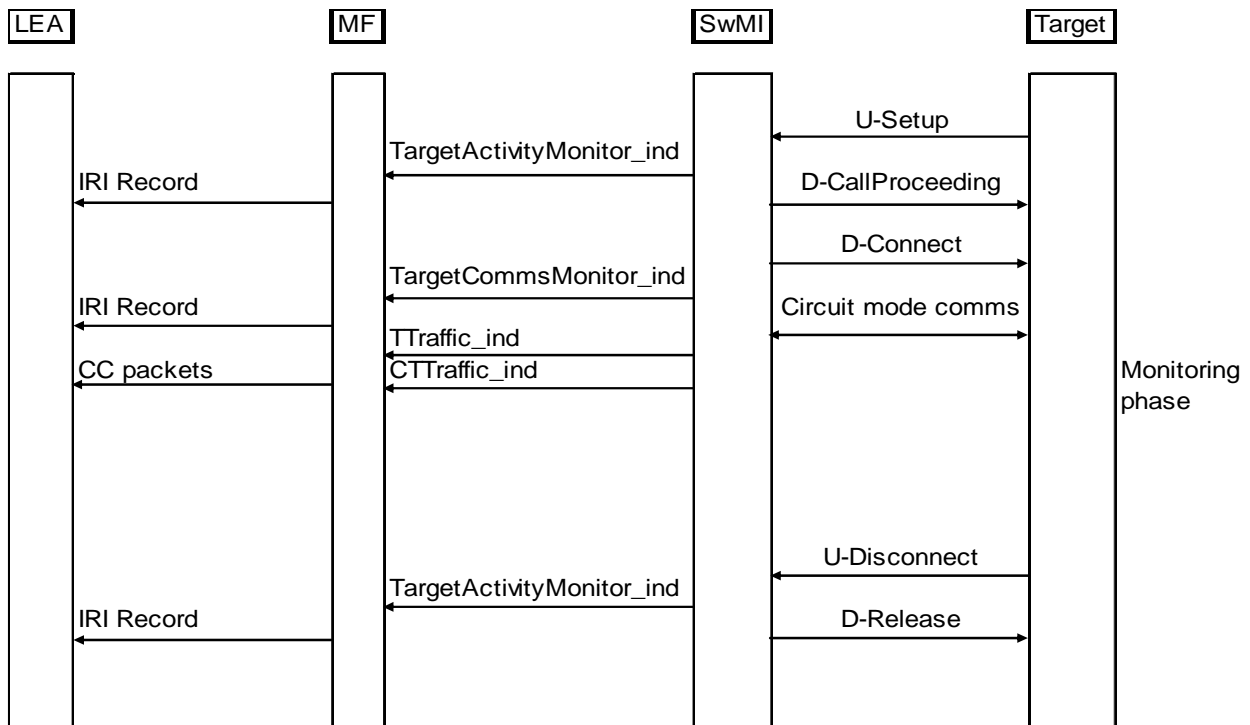 LEA
MF
SwMI
Target
U-Setup
TargetActivityMonitor_ind
IRI Record
D-CallProceeding
D-Connect
TargetCommsMonitor_ind
IRI Record
Circuit mode comms
TTraffic_ind
CC packets
CTTraffic_ind
Monitoring
phase
U-Disconnect
TargetActivityMonitor_ind
IRI Record
D-Release